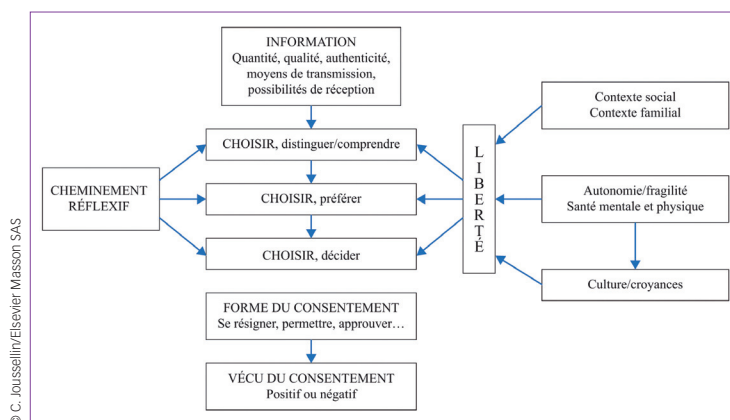 INFORMATION
Quantité, qualité, authenticité,
moyens de transmission,
possibilités de réception
CHOISIR, distinguer/comprendre
CHEMINEMENT
RÉFLEXIF
CHOISIR, préférer
CHOISIR, décider
LIBERTÉ
Contexte social
Contexte familial
Autonomie/fragilité
Santé mentale et physique
Culture/croyances
FORME DU CONSENTEMENT
Se résigner, permettre, approuver…
VÉCU DU CONSENTEMENT
Positif ou négatif
© C. Joussellin/Elsevier Masson SAS